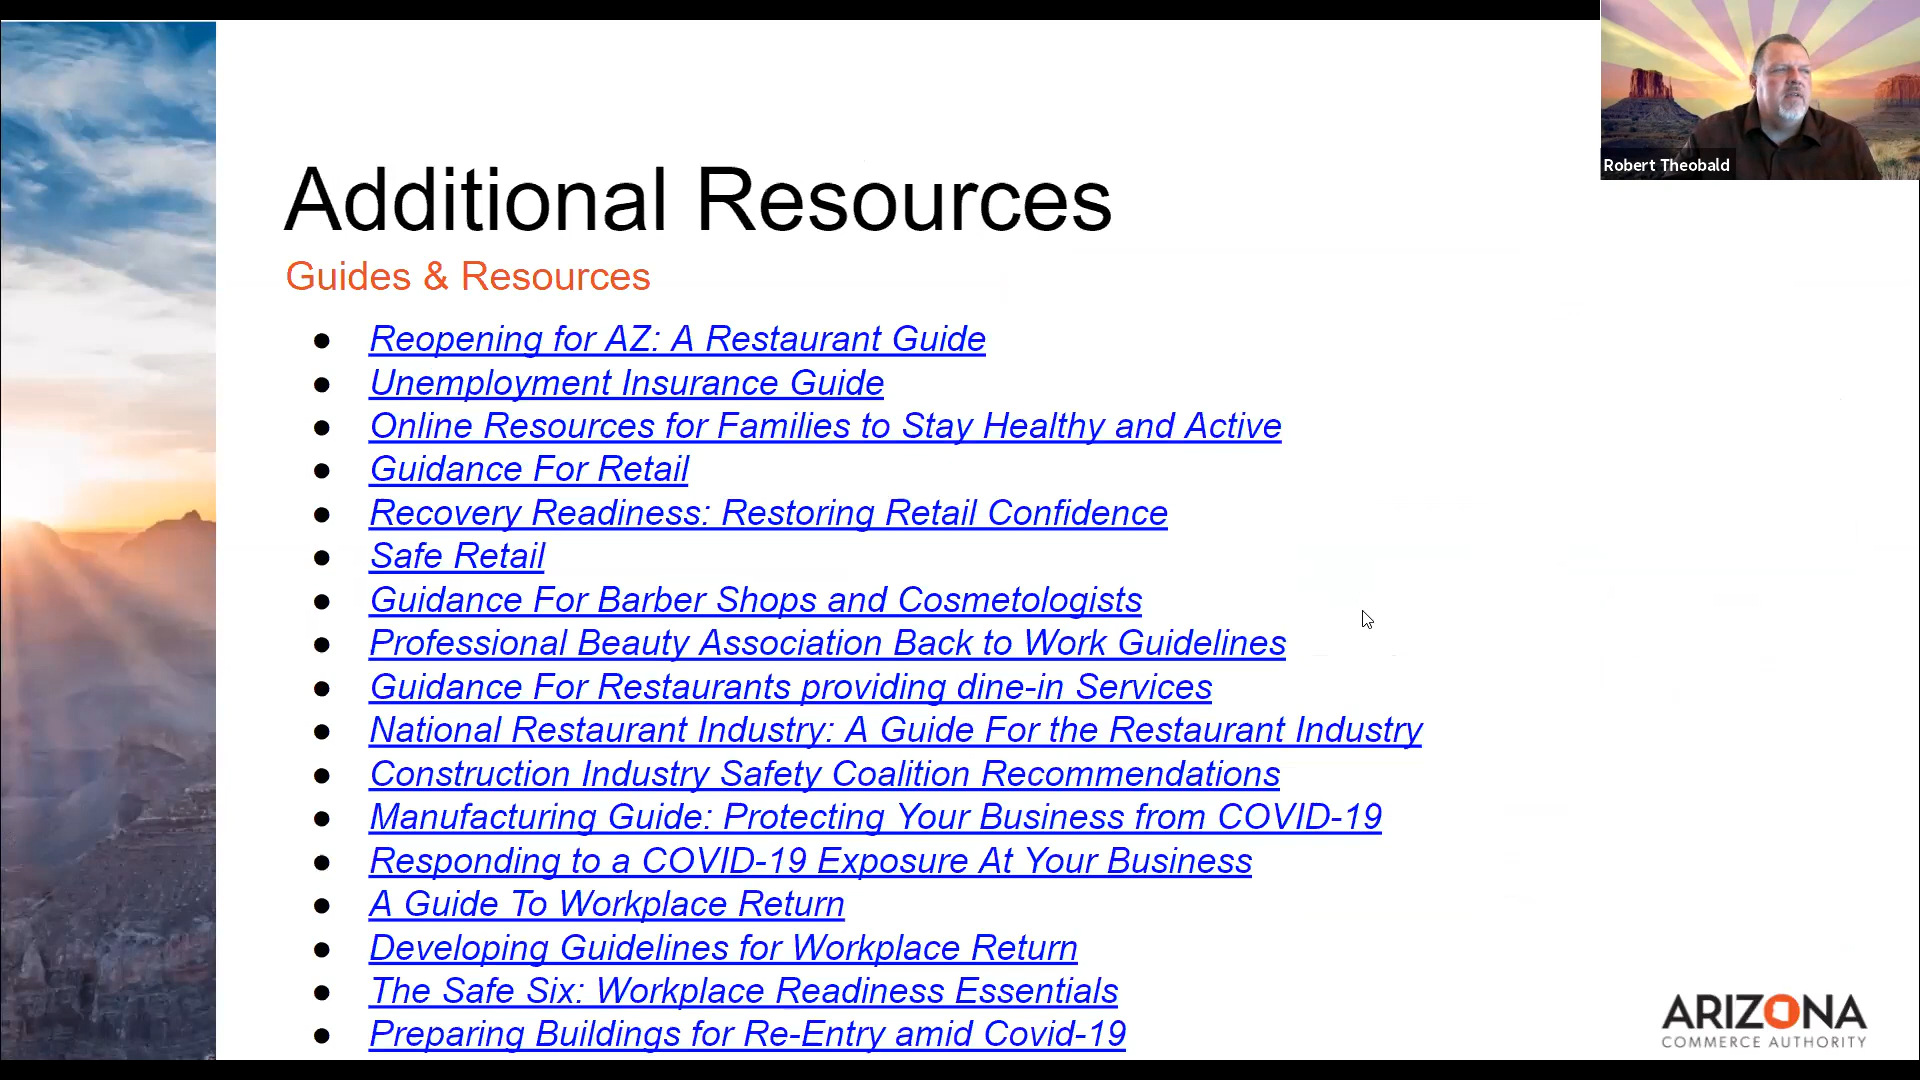 Robert Theobald
Additional Resources
Guides & Resources
● Reopening for AZ: A Restaurant Guide
● Unemployment Insurance Guide
● Online Resources for Families to Stay Healthy and Active
● Guidance For Retail
● Recovery Readiness: Restoring Retail Confidence
● Safe Retail
● Guidance For Barber Shops and Cosmetologists
● Professional Beauty Association Back to Work Guidelines
● Guidance For Restaurants providing dine-in Services
● National Restaurant Industry: A Guide For the Restaurant Industry
● Construction Industry Safety Coalition Recommendations
● Manufacturing Guide: Protecting Your Business from COVID-19
● Responding to a COVID-19 Exposure At Your Business
● A Guide To Workplace Return
● Developing Guidelines for Workplace Return
● The Safe Six: Workplace Readiness Essentials
● Preparing Buildings for Re-Entry amid Covid-19
ARIZONA
COMMERCE AUTHORITY